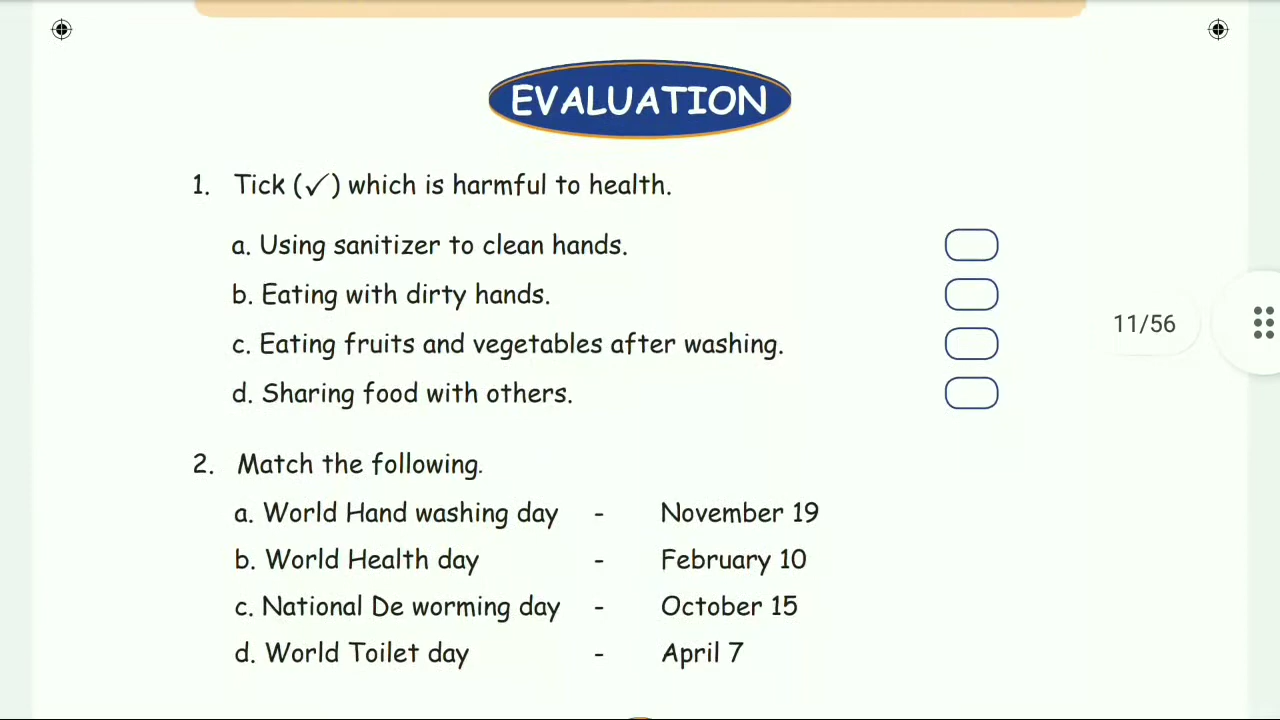 EVALUATION
1. Tick (✓) which is harmful to health.
a. Using sanitizer to clean hands.
b. Eating with dirty hands.
c. Eating fruits and vegetables after washing.
11/56
d. Sharing food with others.
2. Match the following.
a. World Hand washing day - November 19
b. World Health day - February 10
c. National De worming day - October 15
d. World Toilet day - April 7